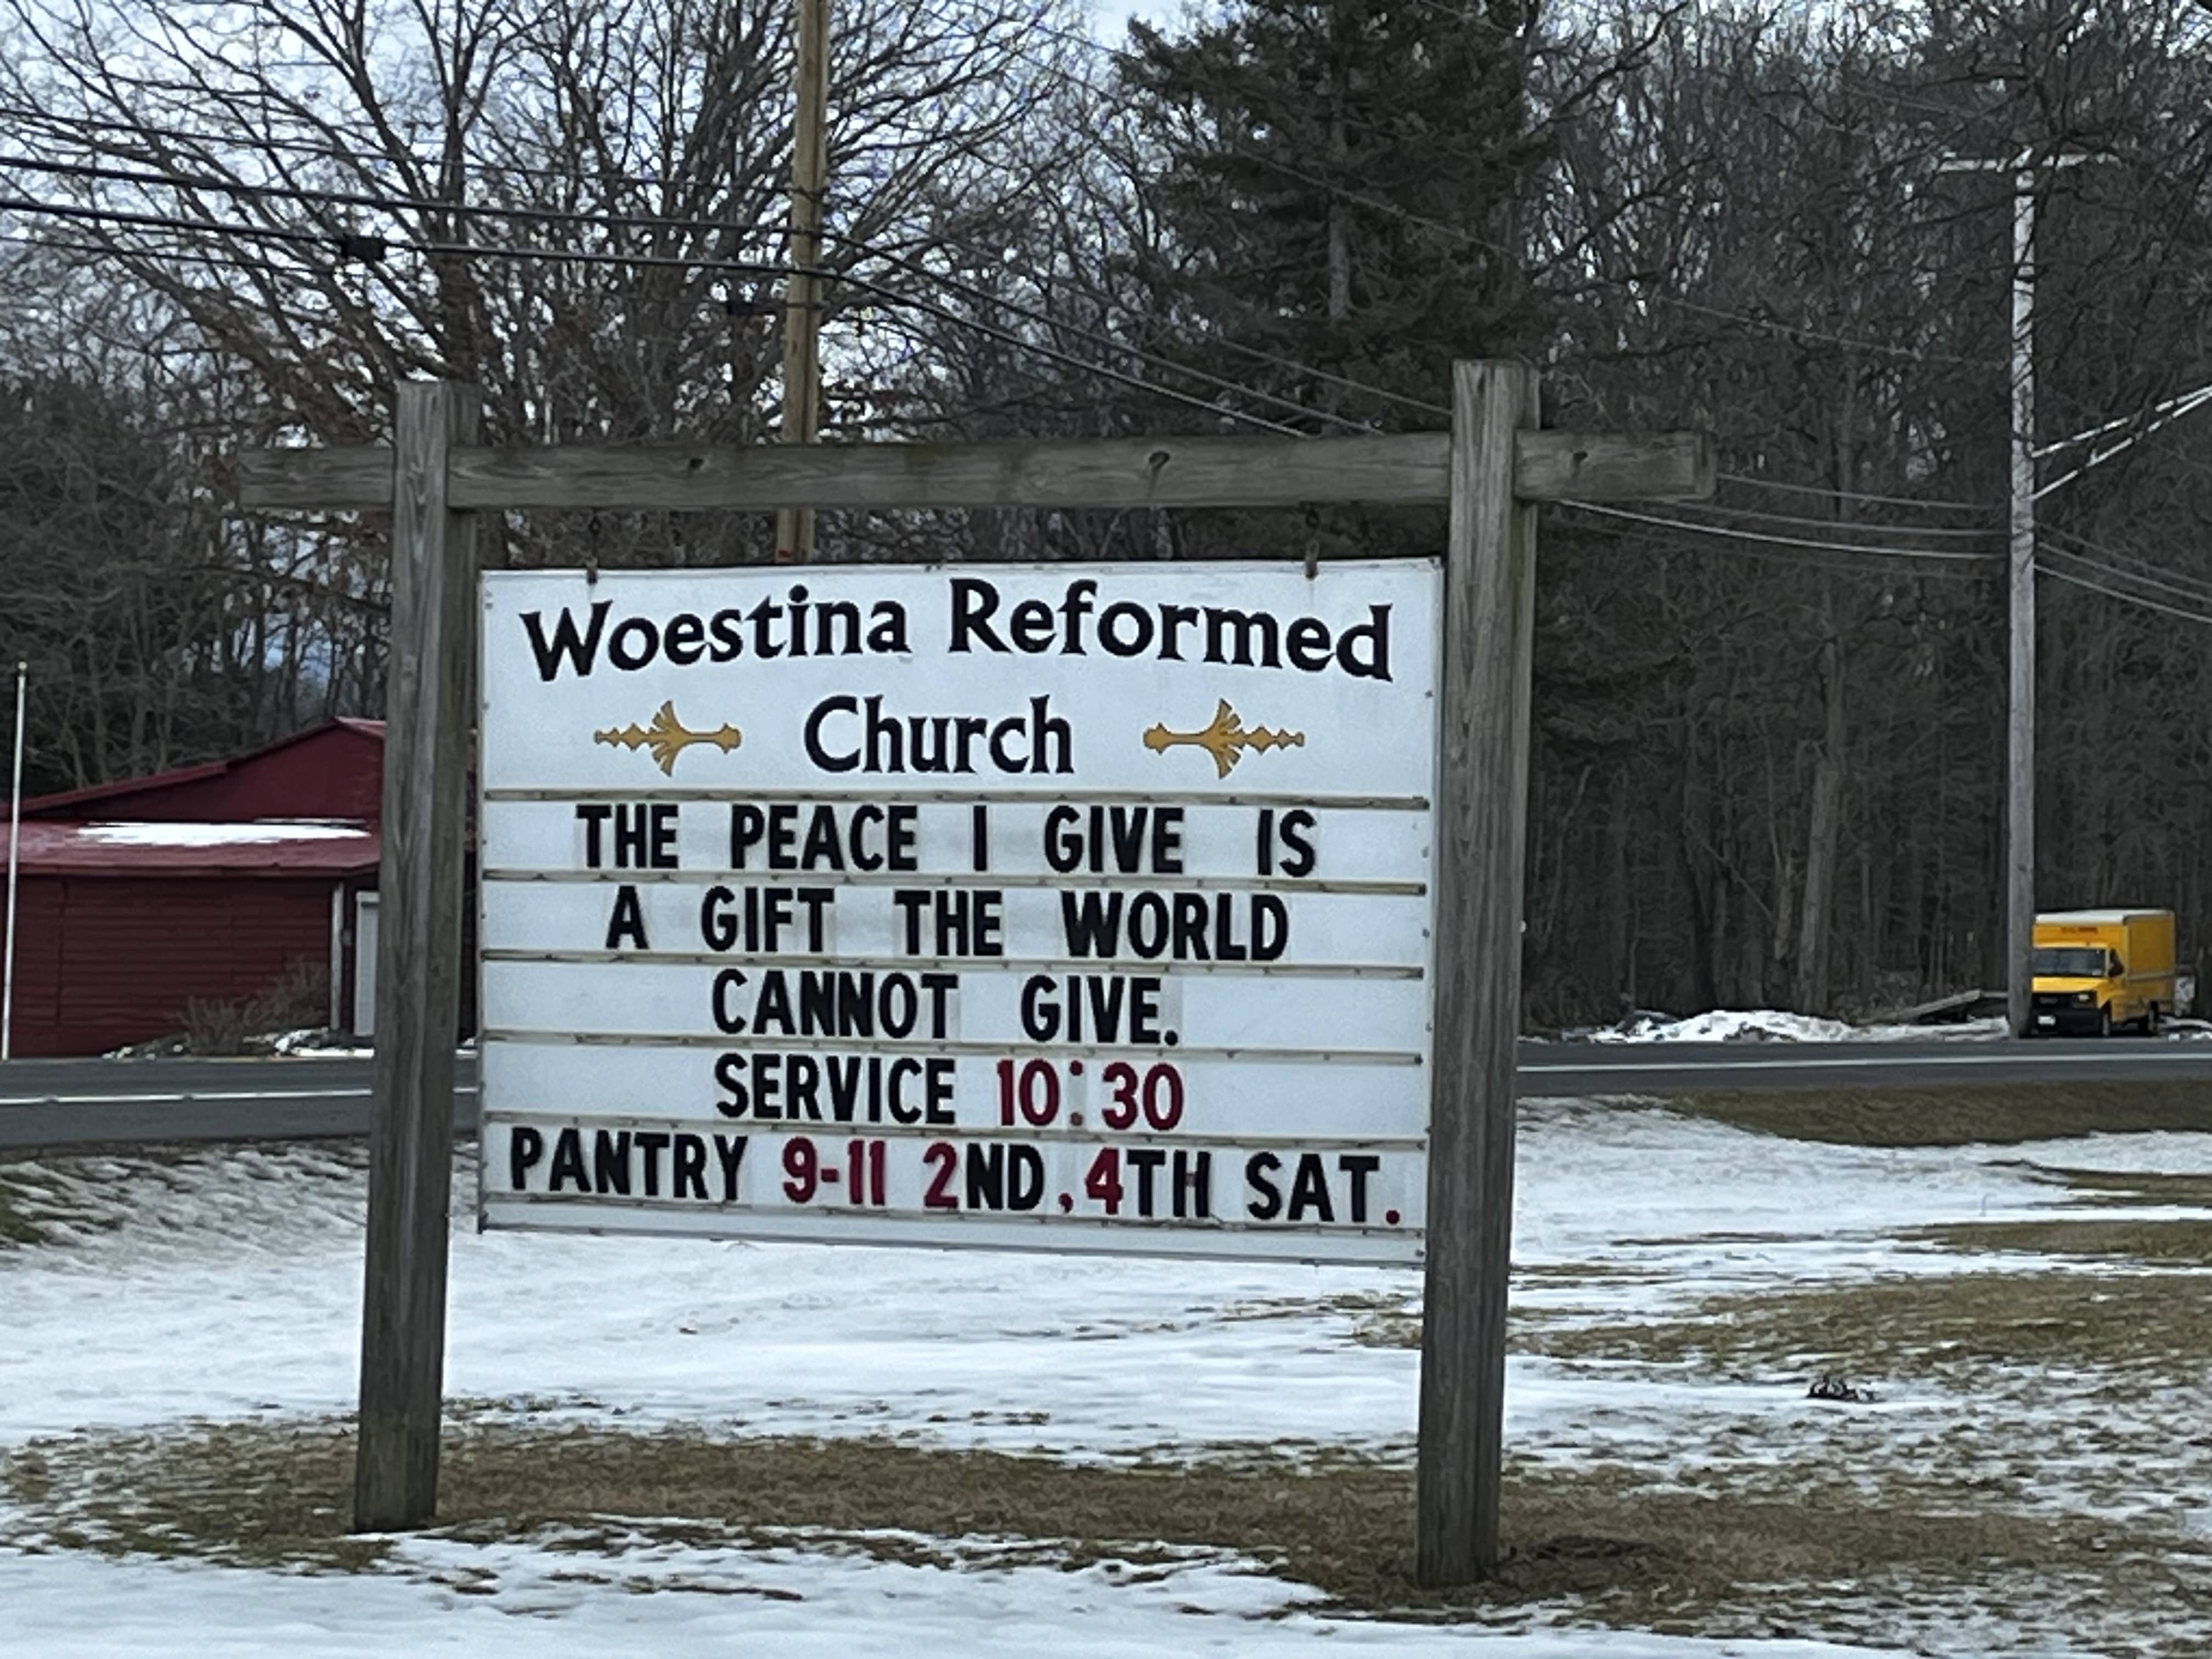 Woestina Reformed
Church
THE PEACE I GIVE IS
A GIFT THE WORLD
CANNOT GIVE.
SERVICE 10:30
PANTRY 9-11 2ND, 4TH SAT.